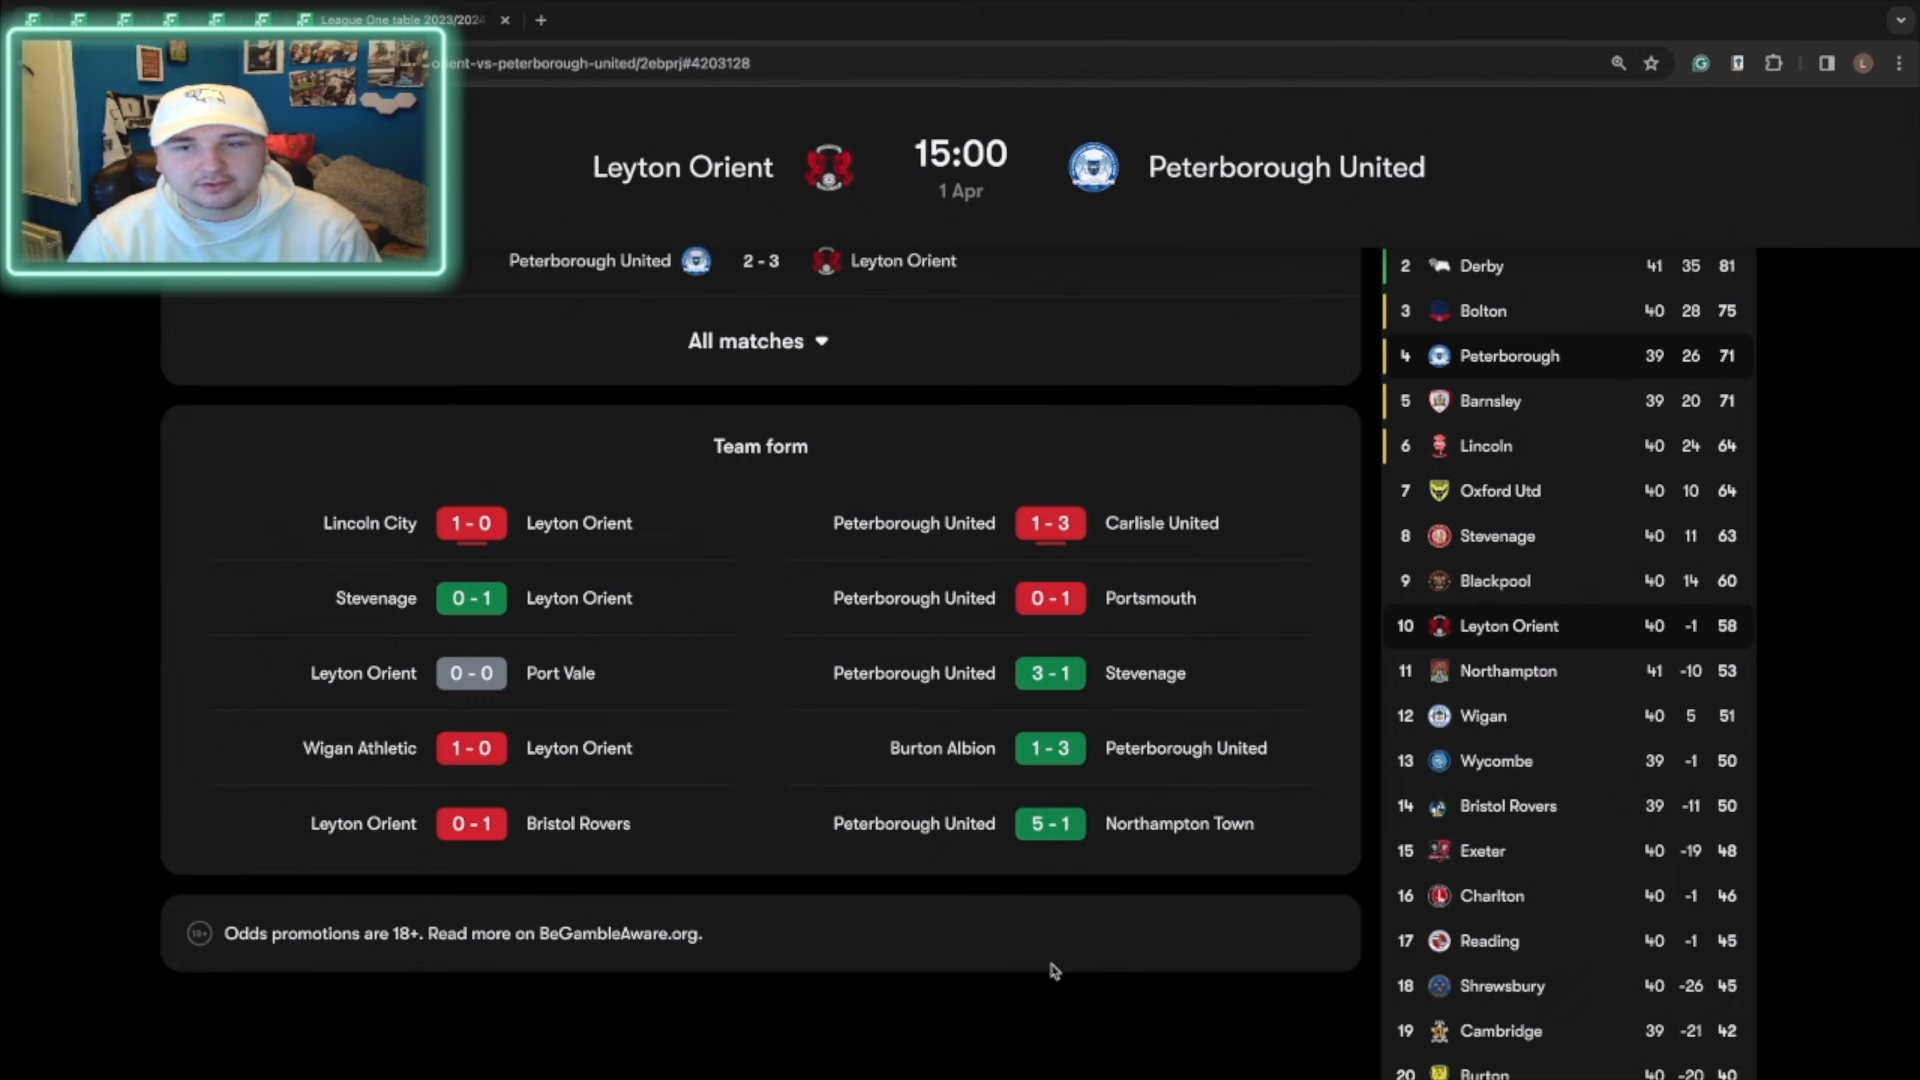 League One table 2023/2024
ent-vs-peterborough-united/2ebprj#4203128
L
Leyton Orient
15:00
1 Apr
Peterborough United
Peterborough United 2 - 3 Leyton Orient
All matches
Team form
Lincoln City 1 - 0 Leyton Orient
Stevenage 0 - 1 Leyton Orient
Leyton Orient 0 - 0 Port Vale
Wigan Athletic 1 - 0 Leyton Orient
Leyton Orient 0 - 1 Bristol Rovers
Peterborough United 1 - 3 Carlisle United
Peterborough United 0 - 1 Portsmouth
Peterborough United 3 - 1 Stevenage
Burton Albion 1 - 3 Peterborough United
Peterborough United 5 - 1 Northampton Town
18+ Odds promotions are 18+. Read more on BeGambleAware.org.
2 Derby 41 35 81
3 Bolton 40 28 75
4 Peterborough 39 26 71
5 Barnsley 39 20 71
6 Lincoln 40 24 64
7 Oxford Utd 40 10 64
8 Stevenage 40 11 63
9 Blackpool 40 14 60
10 Leyton Orient 40 -1 58
11 Northampton 41 -10 53
12 Wigan 40 5 51
13 Wycombe 39 -1 50
14 Bristol Rovers 39 -11 50
15 Exeter 40 -19 48
16 Charlton 40 -1 46
17 Reading 40 -1 45
18 Shrewsbury 40 -26 45
19 Cambridge 39 -21 42
20 Burton 40 -20 40